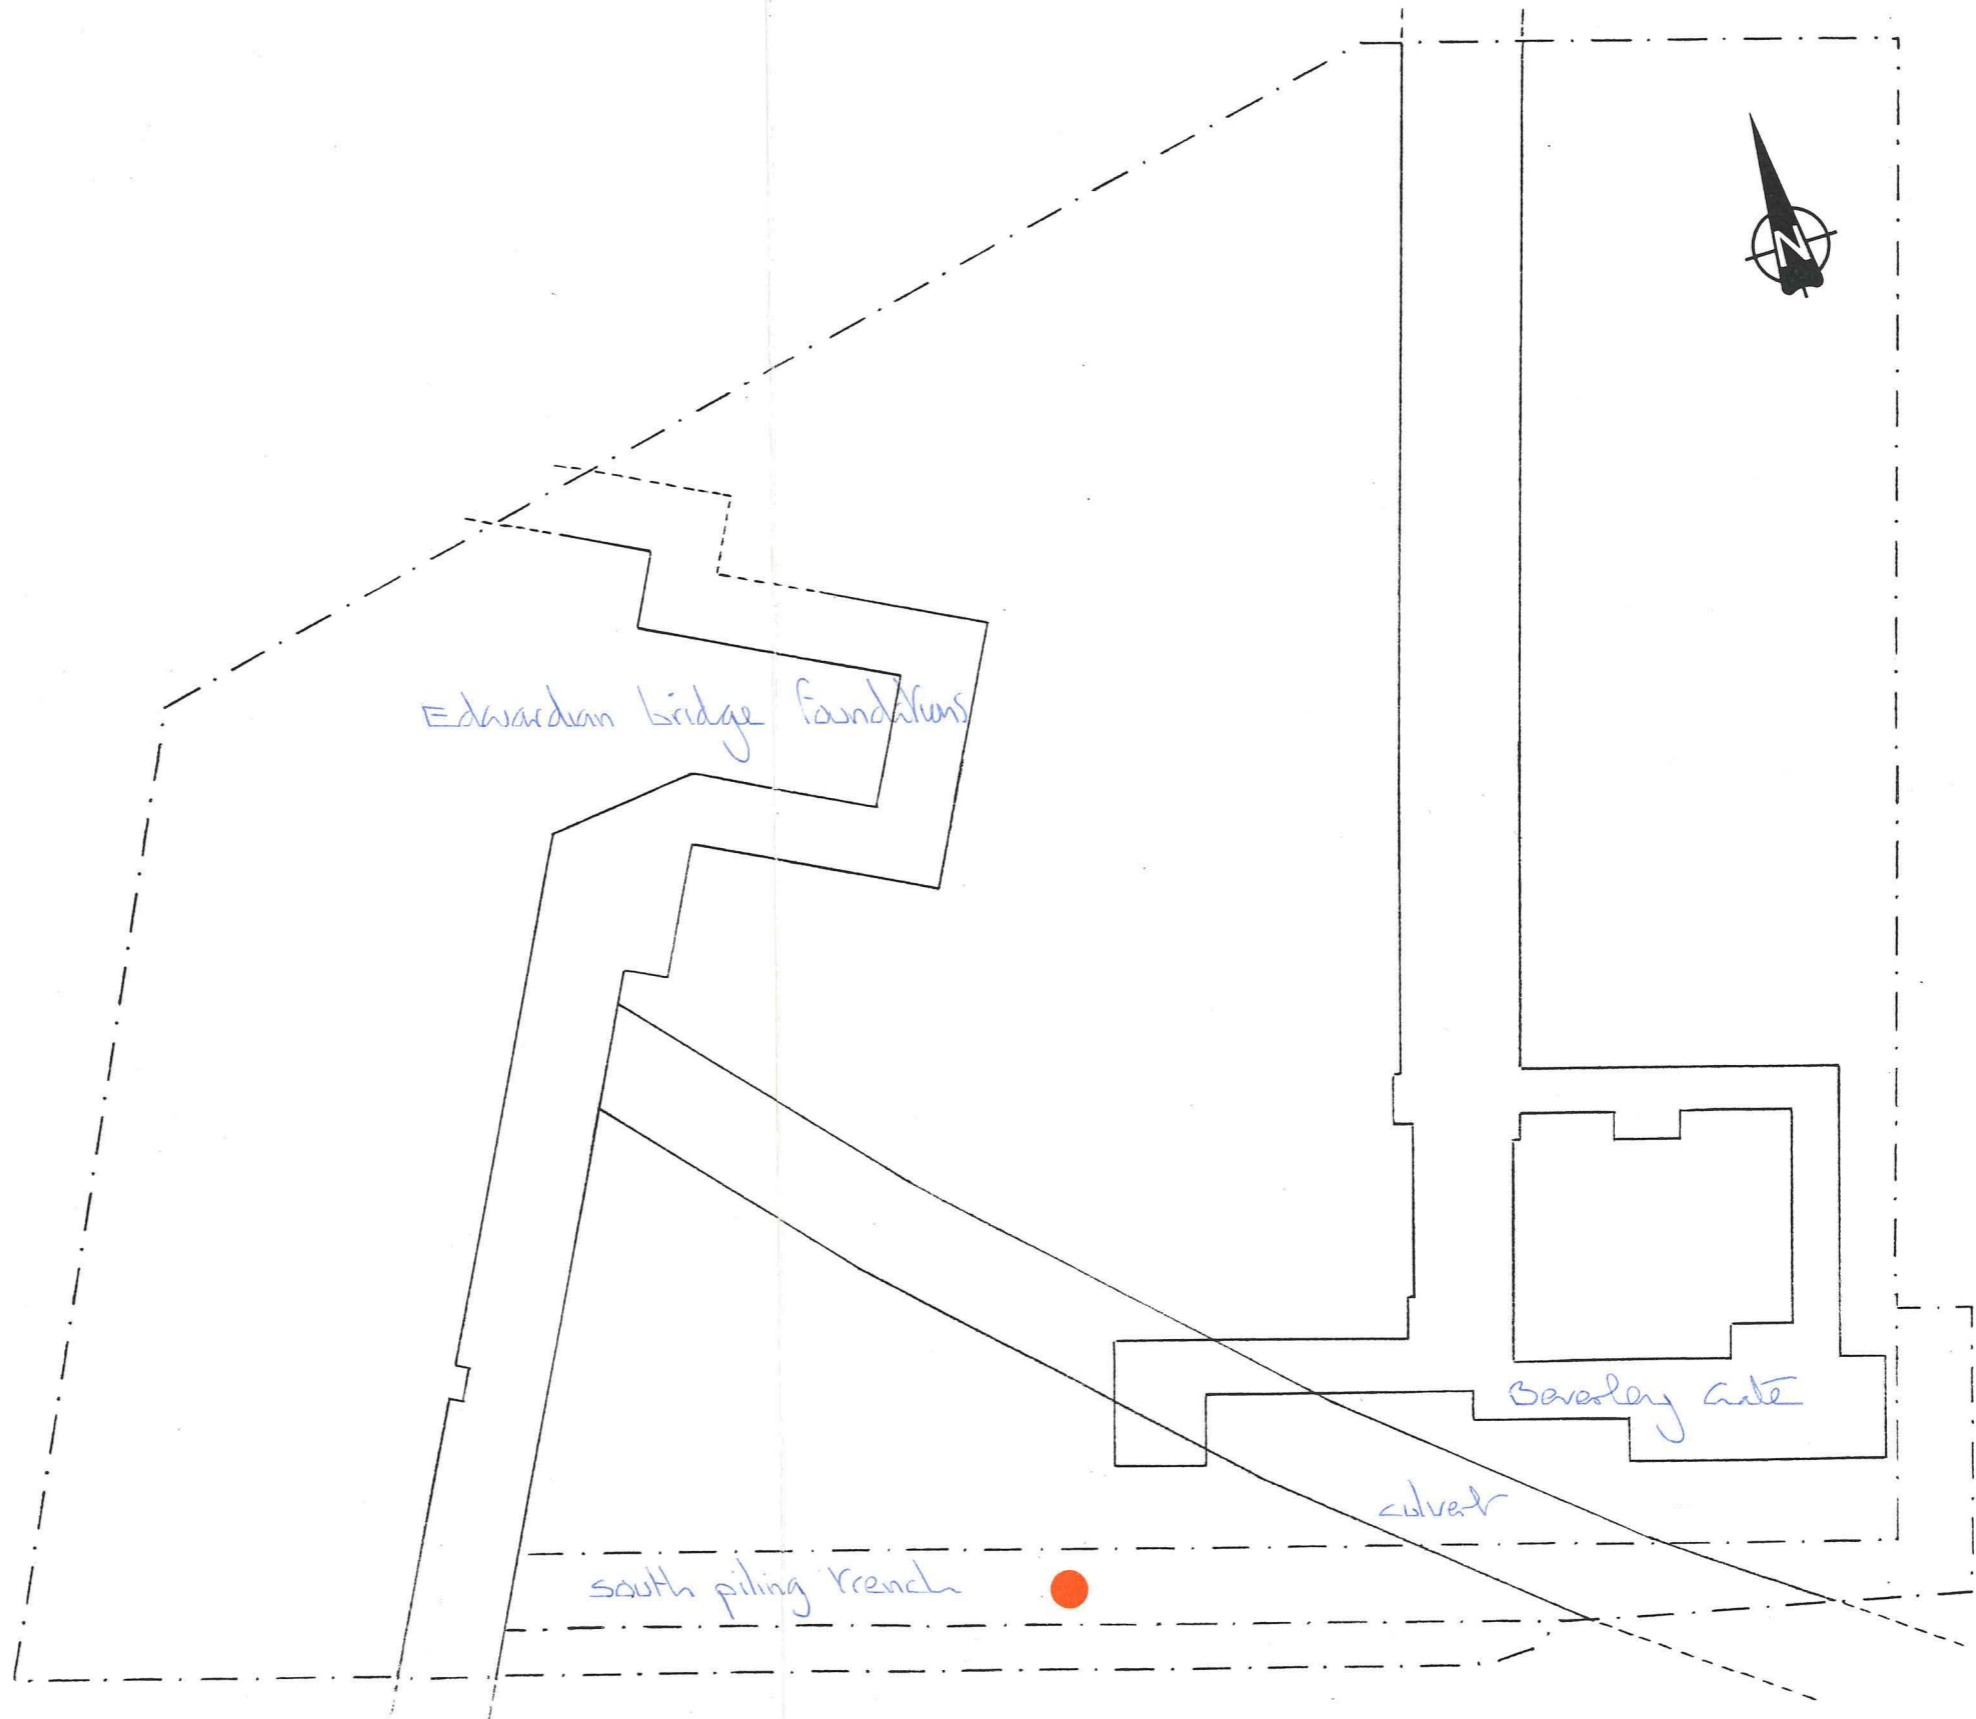 N
Edwardian bridge foundations
Beverley Gate
culvert
south piling trench